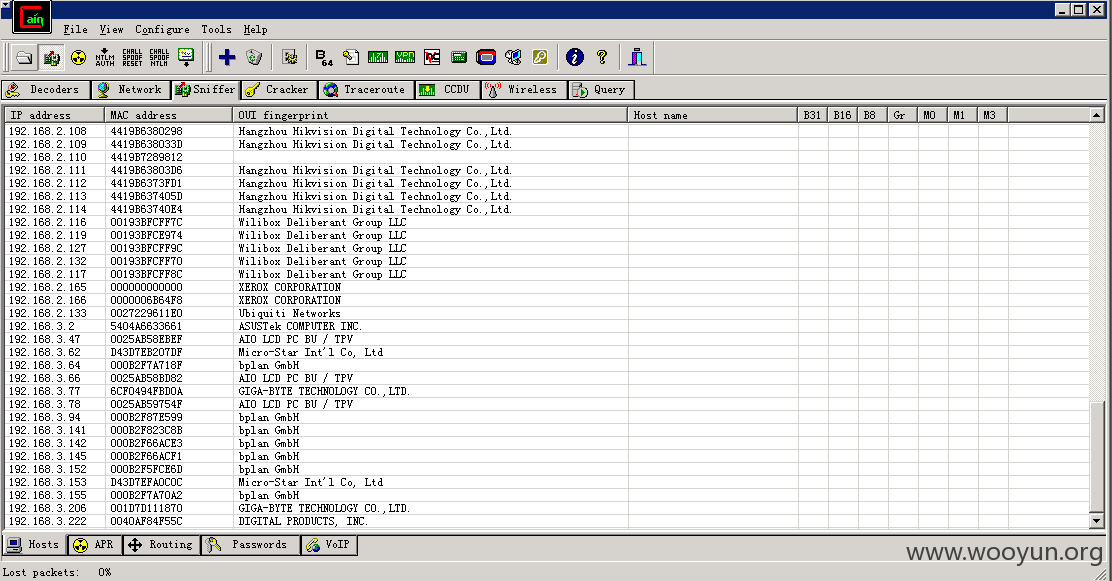 Cain
File View Configure Tools Help
NTLM AUTH CHALL SPOOF RESET CHALL SPOOF NTLM B64
Decoders Network Sniffer Cracker Traceroute CCDU Wireless Query
IP address MAC address OUI fingerprint Host name B31 B16 B8 Gr M0 M1 M3
192.168.2.108 4419B6380298 Hangzhou Hikvision Digital Technology Co.,Ltd.
192.168.2.109 4419B638033D Hangzhou Hikvision Digital Technology Co.,Ltd.
192.168.2.110 4419B7289812
192.168.2.111 4419B63803D6 Hangzhou Hikvision Digital Technology Co.,Ltd.
192.168.2.112 4419B6373FD1 Hangzhou Hikvision Digital Technology Co.,Ltd.
192.168.2.113 4419B637405D Hangzhou Hikvision Digital Technology Co.,Ltd.
192.168.2.114 4419B63740E4 Hangzhou Hikvision Digital Technology Co.,Ltd.
192.168.2.116 00193BFCFF7C Wilibox Deliberant Group LLC
192.168.2.119 00193BFCE974 Wilibox Deliberant Group LLC
192.168.2.127 00193BFCFF9C Wilibox Deliberant Group LLC
192.168.2.132 00193BFCFF70 Wilibox Deliberant Group LLC
192.168.2.117 00193BFCFF8C Wilibox Deliberant Group LLC
192.168.2.165 000000000000 XEROX CORPORATION
192.168.2.166 0000006B64F8 XEROX CORPORATION
192.168.2.133 0027229611E0 Ubiquiti Networks
192.168.3.2 5404A6633661 ASUSTek COMPUTER INC.
192.168.3.47 0025AB58EBEF AIO LCD PC BU / TPV
192.168.3.62 D43D7EB207DF Micro-Star Int'l Co, Ltd
192.168.3.64 000B2F7A718F bplan GmbH
192.168.3.66 0025AB58BD82 AIO LCD PC BU / TPV
192.168.3.77 6CF0494FBD0A GIGA-BYTE TECHNOLOGY CO.,LTD.
192.168.3.78 0025AB59754F AIO LCD PC BU / TPV
192.168.3.94 000B2F87E599 bplan GmbH
192.168.3.141 000B2F823C8B bplan GmbH
192.168.3.142 000B2F66ACE3 bplan GmbH
192.168.3.145 000B2F66ACF1 bplan GmbH
192.168.3.152 000B2F5FCE6D bplan GmbH
192.168.3.153 D43D7EFA0C0C Micro-Star Int'l Co, Ltd
192.168.3.155 000B2F7A70A2 bplan GmbH
192.168.3.206 001D7D111870 GIGA-BYTE TECHNOLOGY CO.,LTD.
192.168.3.222 0040AF84F55C DIGITAL PRODUCTS, INC.
Hosts APR Routing Passwords VoIP
www.wooyun.org
Lost packets: 0%